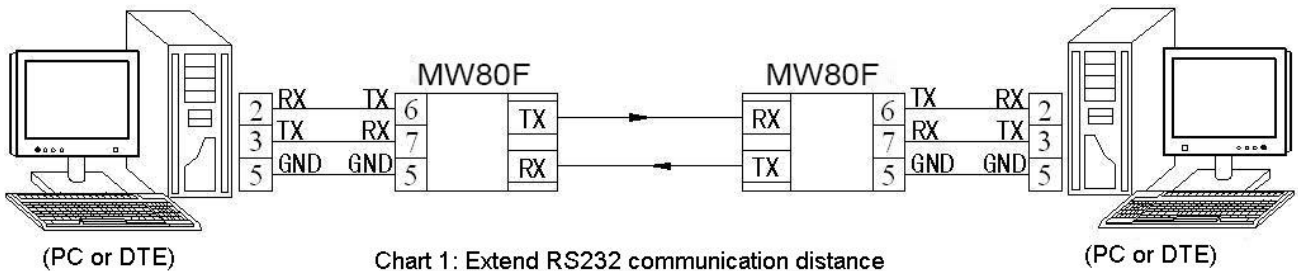 MW80F MW80F
2 RX TX 6 TX RX 6 TX RX 2
3 TX RX 7 7 RX TX 3
5 GND GND 5 RX TX 5 GND GND 5
(PC or DTE) Chart 1: Extend RS232 communication distance (PC or DTE)